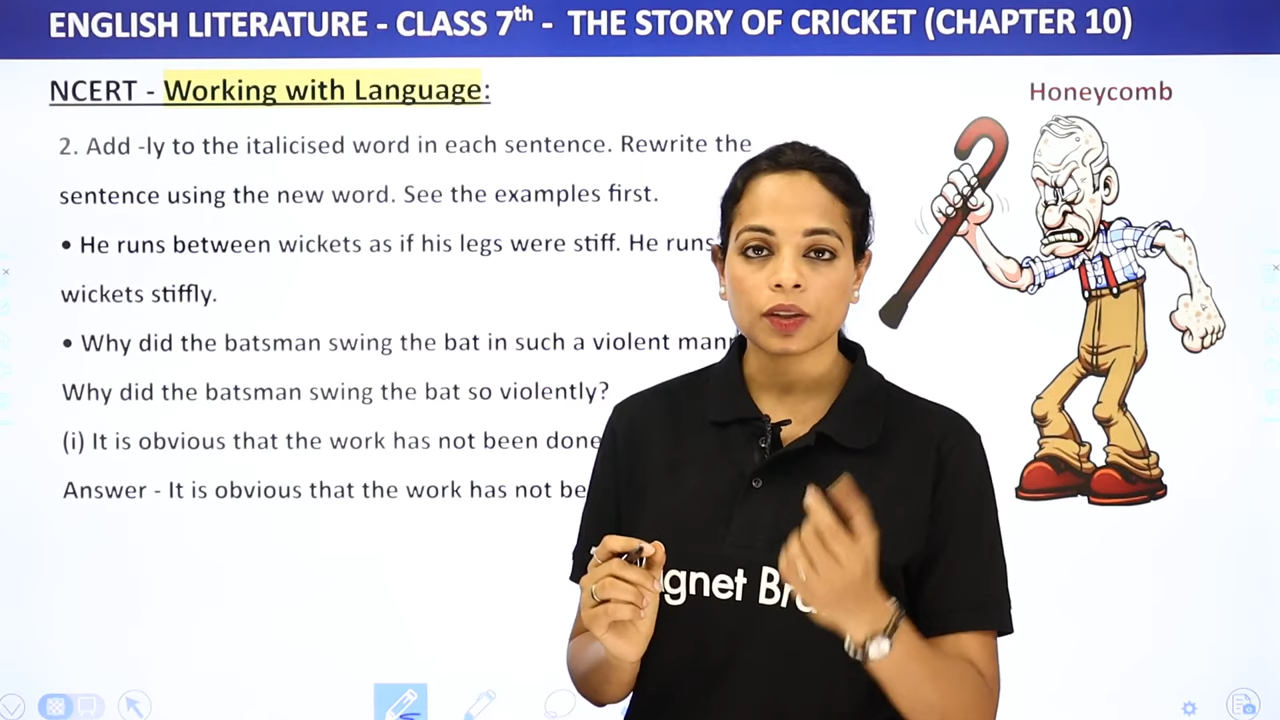 ENGLISH LITERATURE - CLASS 7th - THE STORY OF CRICKET (CHAPTER 10)
NCERT - Working with Language:
Honeycomb
2. Add -ly to the italicised word in each sentence. Rewrite the
sentence using the new word. See the examples first.
• He runs between wickets as if his legs were stiff. He runs
wickets stiffly.
• Why did the batsman swing the bat in such a violent
Why did the batsman swing the bat so violently?
(i) It is obvious that the work has not been done
Answer - It is obvious that the work has not